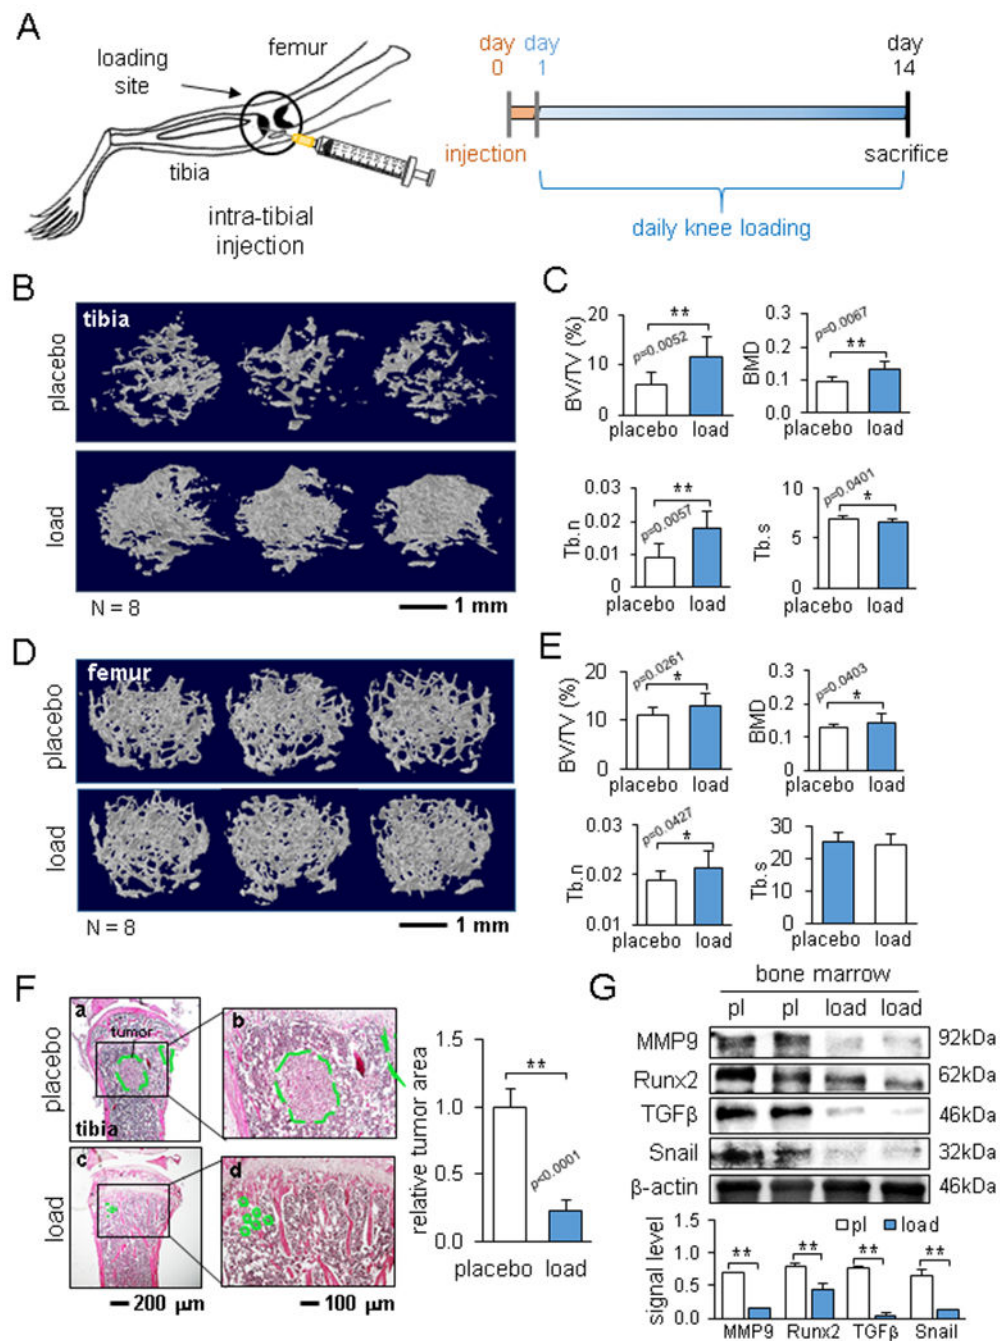 A
loading
site
femur
tibia
intra-tibial
injection
day
0
day
1
day
14
injection
sacrifice
daily knee loading
B
tibia
placebo
load
N = 8
1 mm
C
BV/TV (%)
20
10
0
p=0.0052
**
placebo
load
BMD
0.3
0.2
0.1
0.0
p=0.0067
**
placebo
load
Tb.n
0.03
0.02
0.01
0
p=0.0057
**
placebo
load
Tb.s
10
5
0
p=0.0401
*
placebo
load
D
femur
placebo
load
N = 8
1 mm
E
BV/TV (%)
20
10
0
p=0.0261
*
placebo
load
BMD
0.3
0.2
0.1
0
p=0.0403
*
placebo
load
Tb.n
0.03
0.02
0.01
p=0.0427
*
placebo
load
Tb.s
30
20
10
0
placebo
load
F
placebo
load
a
tumor
tibia
b
c
d
200 μm
100 μm
relative tumor area
1.5
1.0
0.5
0.0
**
p<0.0001
placebo
load
G
bone marrow
pl pl load load
MMP9 92kDa
Runx2 62kDa
TGFβ 46kDa
Snail 32kDa
β-actin 46kDa
signal level
1.5
1.0
0.5
0.0
pl load
** ** ** **
MMP9 Runx2 TGFβ Snail